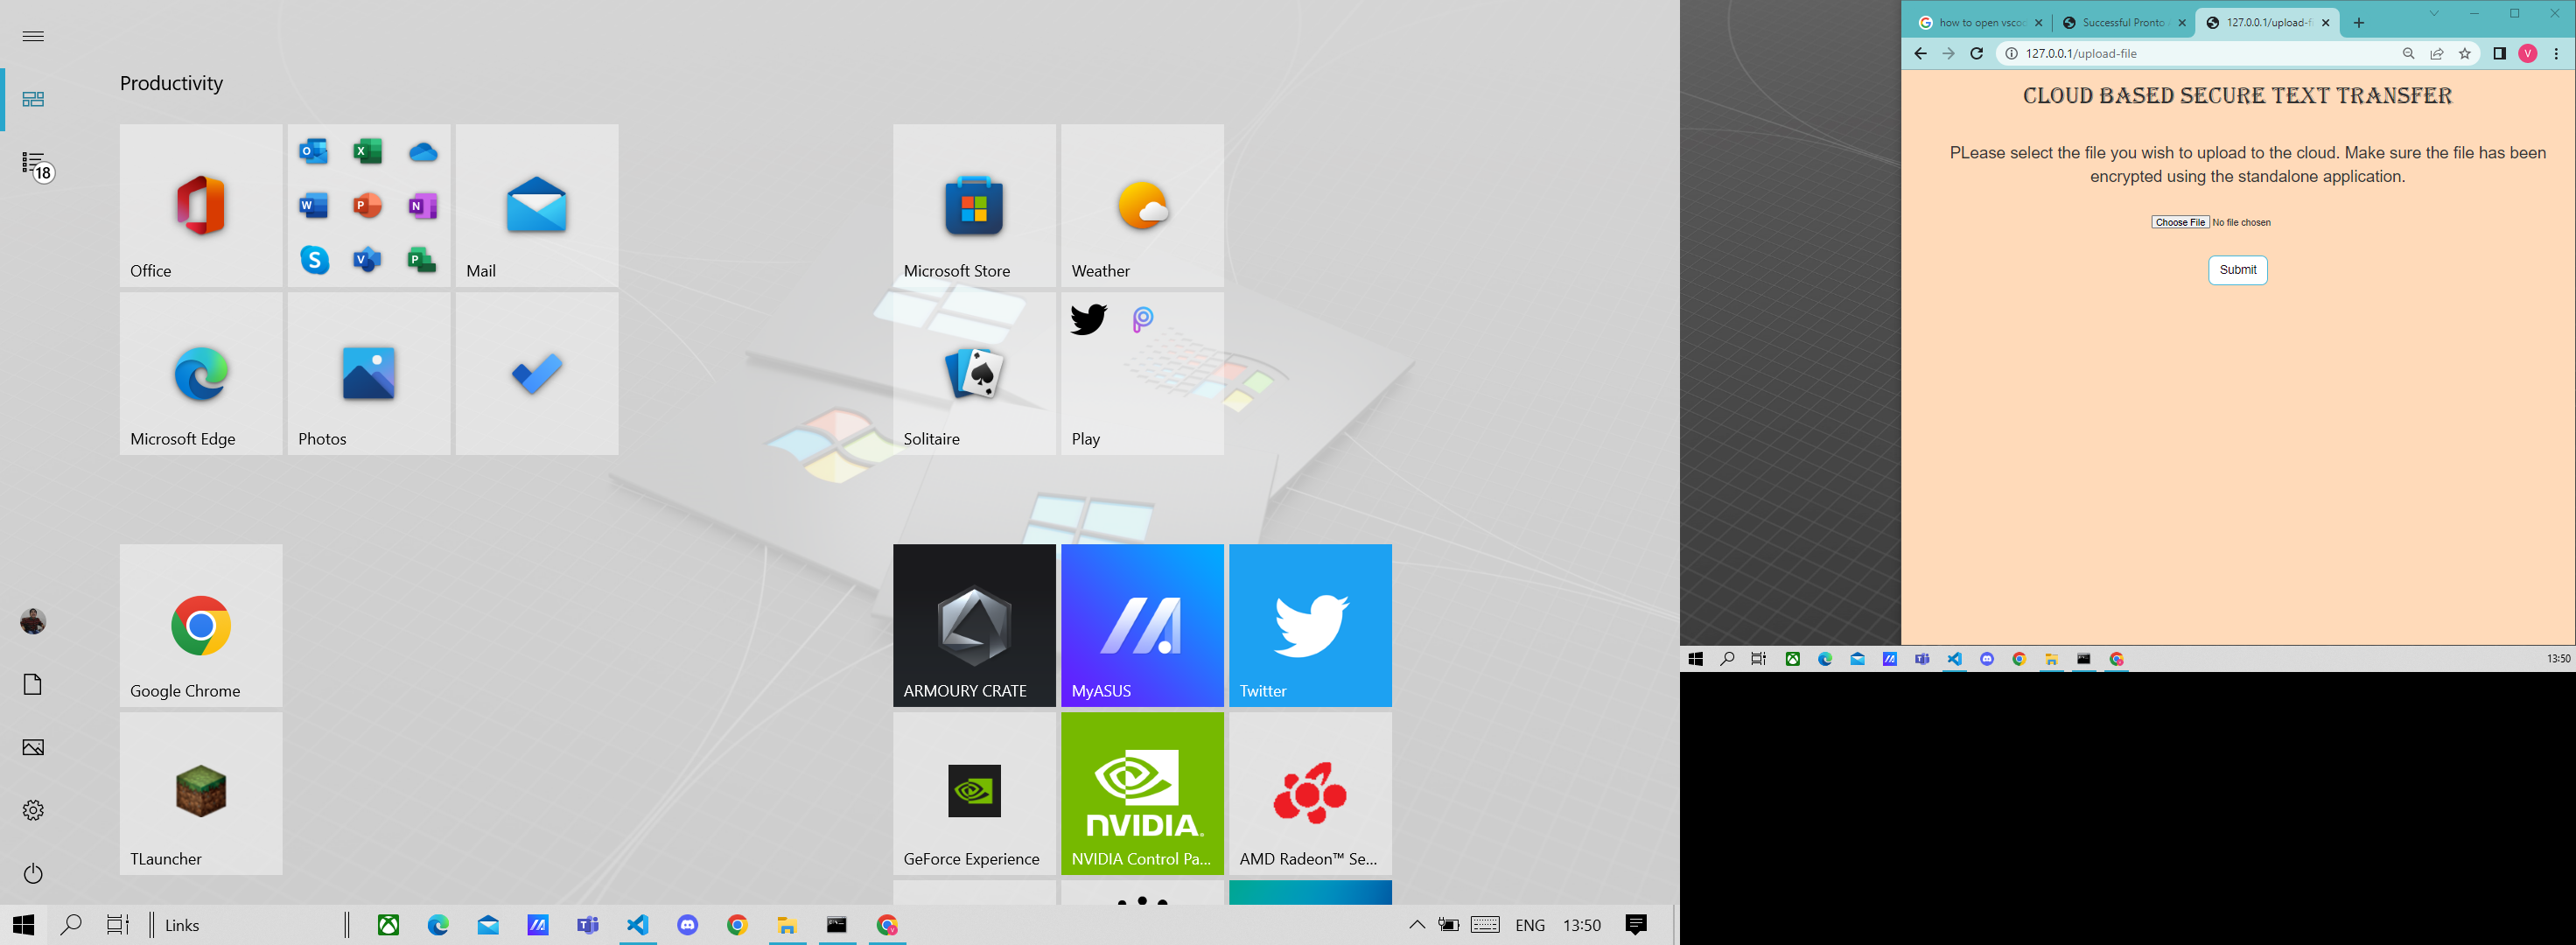 Productivity
18
Office
Mail
Microsoft Store
Weather
Microsoft Edge
Photos
Solitaire
Play
Google Chrome
ARMOURY CRATE
MyASUS
Twitter
TLauncher
GeForce Experience
NVIDIA.
NVIDIA Control Pa...
AMD Radeon™ Se...
Links
ENG
13:50
how to open vscod
Successful Pronto
127.0.0.1/upload-fi
127.0.0.1/upload-file
V
CLOUD BASED SECURE TEXT TRANSFER
PLease select the file you wish to upload to the cloud. Make sure the file has been
encrypted using the standalone application.
Choose File No file chosen
Submit
13:50